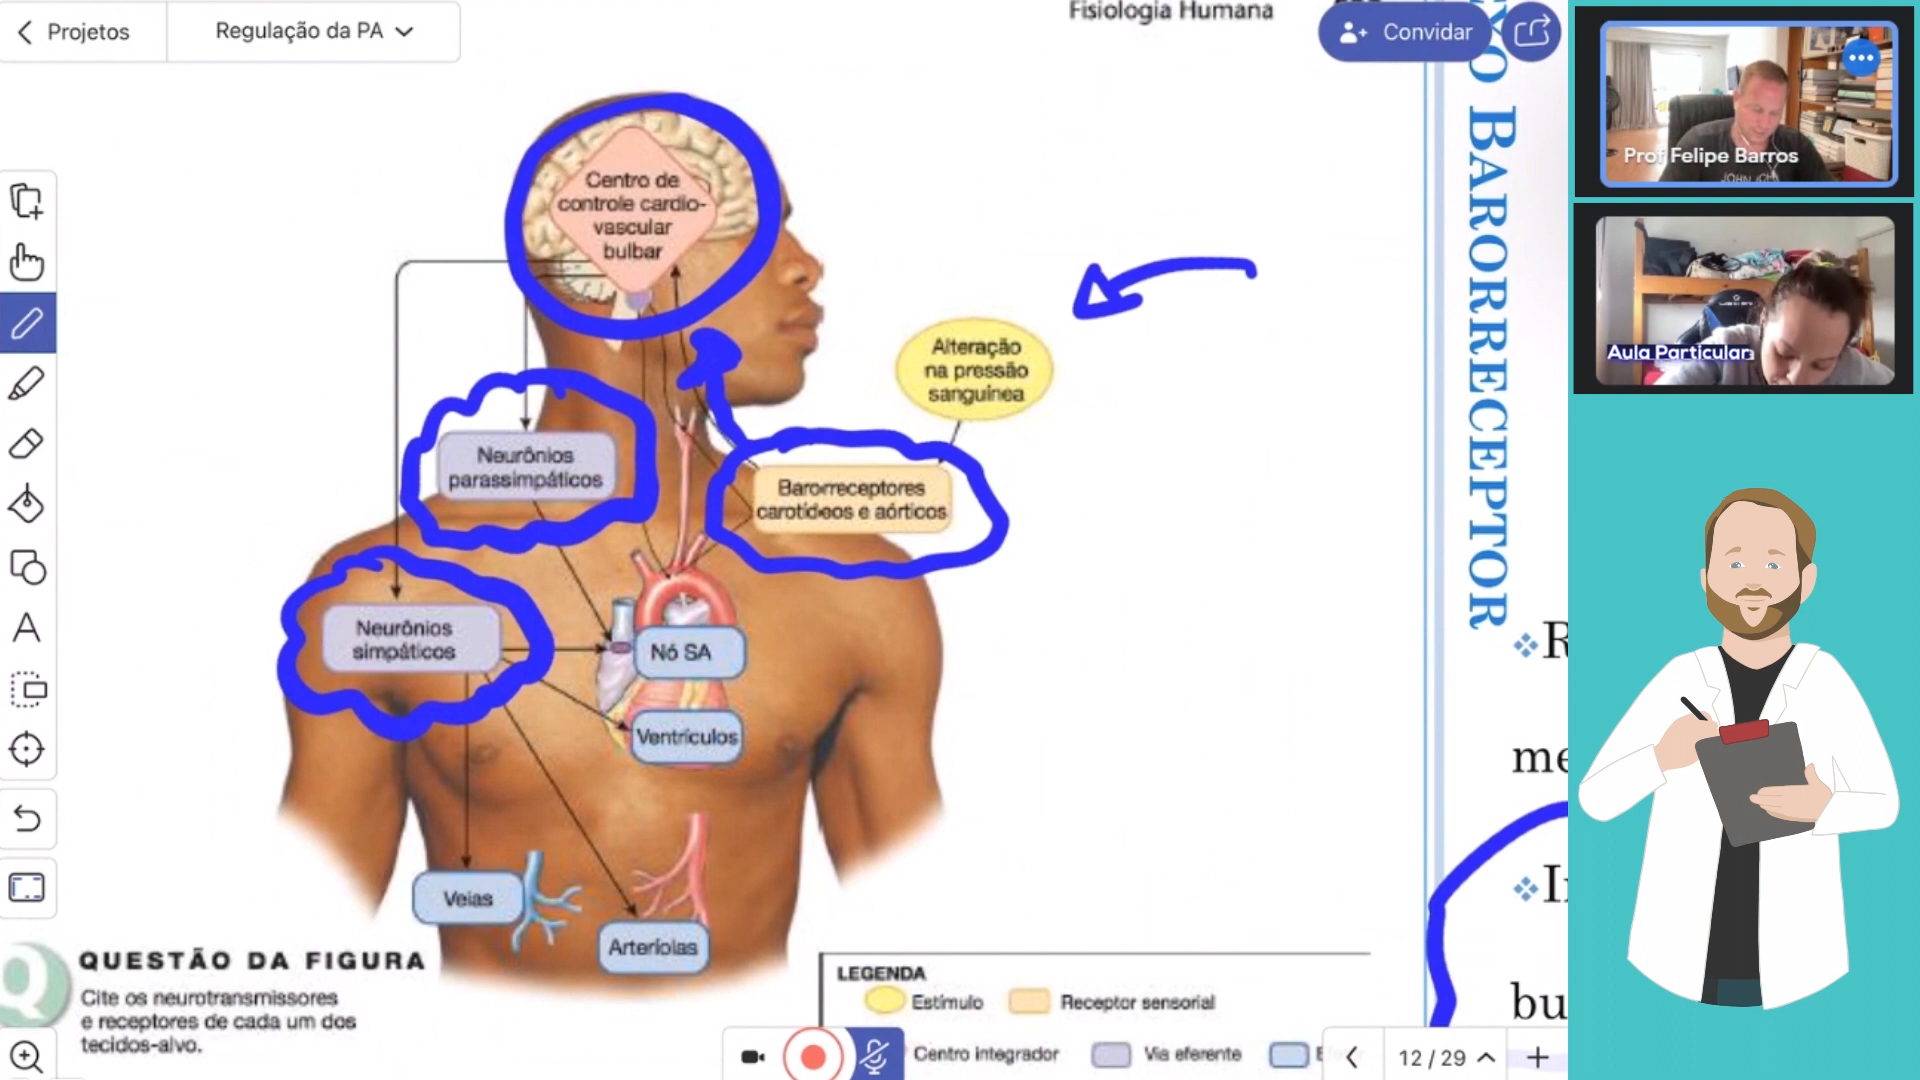 Projetos
Regulação da PA
Fisiologia Humana
Convidar
BARORRECEPTOR
Prof Felipe Barros
Aula Particular
Centro de
controle cardio-
vascular
bulbar
Alteração
na pressão
sanguínea
Neurônios
parassimpáticos
Barorreceptores
carotídeos e aórticos
Neurônios
simpáticos
Nó SA
Ventrículos
Veias
Arteríolas
R
me
bu
Q
QUESTÃO DA FIGURA
Cite os neurotransmissores
e receptores de cada um dos
tecidos-alvo.
LEGENDA
Estímulo
Receptor sensorial
Centro integrador
Via eferente
12 / 29
A